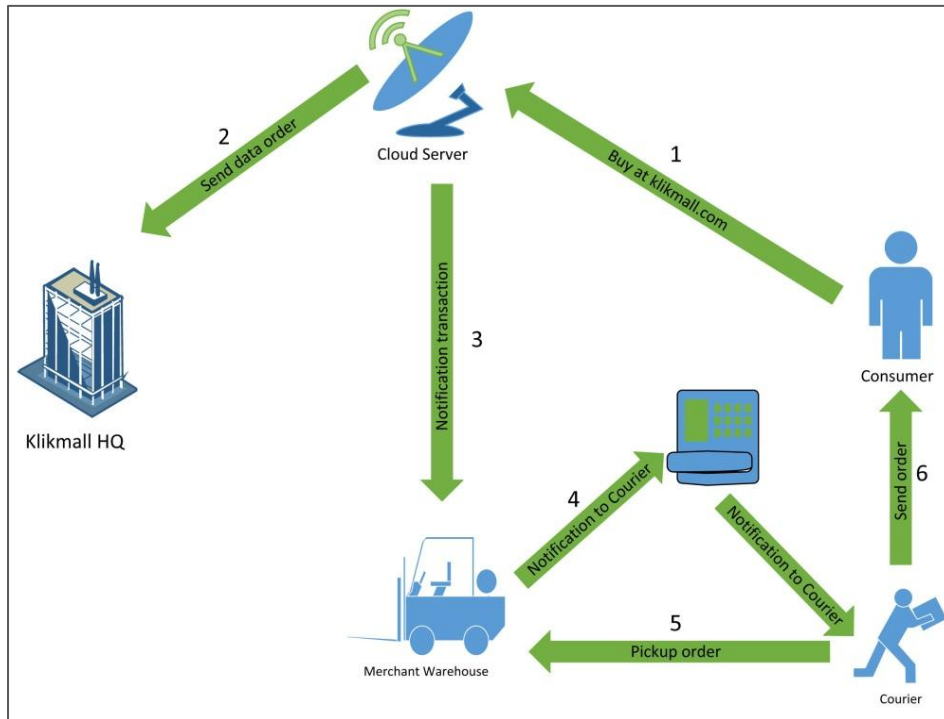 2
Send data order
Cloud Server
1
Buy at klikmall.com
Klikmall HQ
3
Notification transaction
Consumer
4
Notification to Courier
Notification to Courier
6
Send order
5
Pickup order
Merchant Warehouse
Courier